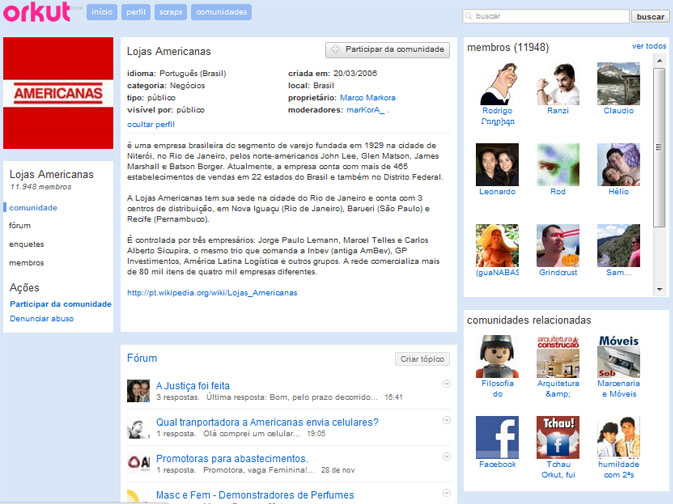 orkut
início perfil scraps comunidades
buscar buscar
AMERICANAS
Lojas Americanas
11.948 membros
comunidade
fórum
enquetes
membros
Ações
Participar da comunidade
Denunciar abuso
Lojas Americanas
Participar da comunidade
idioma: Português (Brasil) criada em: 20/03/2006
categoria: Negócios local: Brasil
tipo: público proprietário: Marco Markora
visível por: público moderadores: marKorA_ .
ocultar perfil
é uma empresa brasileira do segmento de varejo fundada em 1929 na cidade de
Niterói, no Rio de Janeiro, pelos norte-americanos John Lee, Glen Matson, James
Marshall e Batson Borger. Atualmente, a empresa conta com mais de 465
estabelecimentos de vendas em 22 estados do Brasil e também no Distrito Federal.
A Lojas Americanas tem sua sede na cidade do Rio de Janeiro e conta com 3
centros de distribuição, em Nova Iguaçu (Rio de Janeiro), Barueri (São Paulo) e
Recife (Pernambuco).
É controlada por três empresários: Jorge Paulo Lemann, Marcel Telles e Carlos
Alberto Sicupira, o mesmo trio que comanda a Inbev (antiga AmBev), GP
Investimentos, América Latina Logística e outros grupos. A rede comercializa mais
de 80 mil itens de quatro mil empresas diferentes.
http://pt.wikipedia.org/wiki/Lojas_Americanas
Fórum
Criar tópico
A Justiça foi feita
3 respostas. Última resposta: Bom, pelo prazo decorrido... 16:41
Qual tranportadora a Americanas envia celulares?
1 resposta. Olá comprei um celular... 19:05
Promotoras para abastecimentos.
1 resposta. Promotora, vaga Feminina!... 28 de nov
Masc e Fem - Demonstradores de Perfumes
membros (11948)
ver todos
Rodrigo Ranzi Claudio
Րոդրիգո
Leonardo Rod Hélio
(guaNABAS Grindcrust Sam...
comunidades relacionadas
arquitetura &
construção
Móveis
Sob
Filosofia Arquitetura Marcenaria
do &amp; e Móveis
Tchau!
Facebook Tchau humildade
Orkut, fui com 2ªs